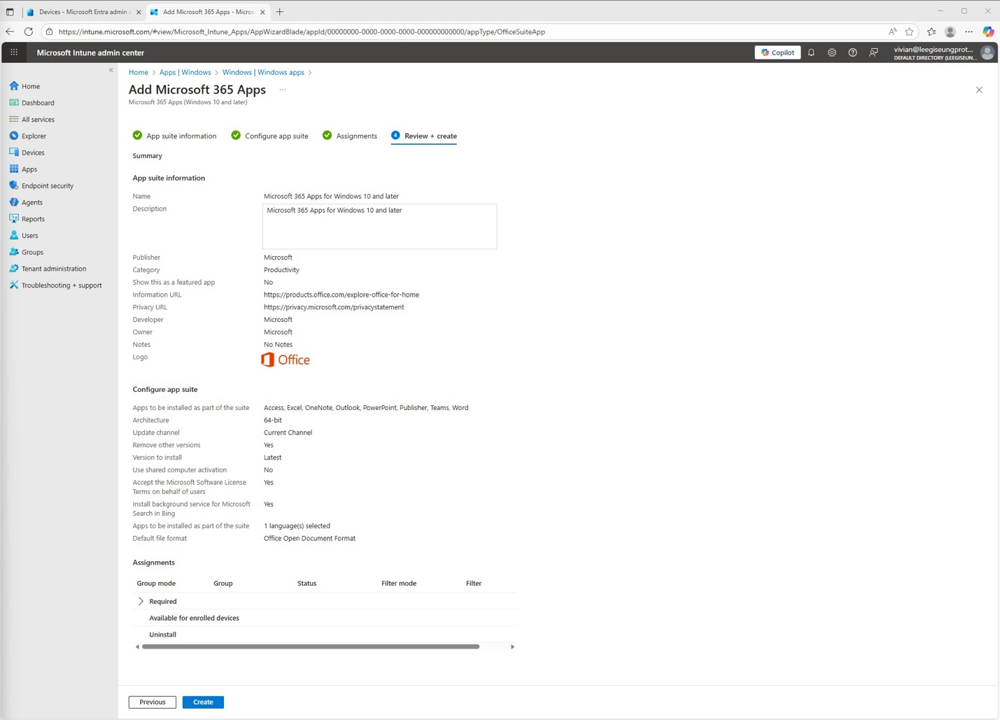 Devices - Microsoft Entra admin c
Add Microsoft 365 Apps - Micros
https://intune.microsoft.com/#view/Microsoft_Intune_Apps/AppWizardBlade/appId/00000000-0000-0000-0000-000000000000/appType/OfficeSuiteApp
Microsoft Intune admin center
Copilot
vivian@leegiseungprot...
DEFAULT DIRECTORY (LEEGISEUN...
Home
Dashboard
All services
Explorer
Devices
Apps
Endpoint security
Agents
Reports
Users
Groups
Tenant administration
Troubleshooting + support
Home > Apps | Windows > Windows | Windows apps >
Add Microsoft 365 Apps ...
Microsoft 365 Apps (Windows 10 and later)
App suite information Configure app suite Assignments 4 Review + create
Summary
App suite information
Name Microsoft 365 Apps for Windows 10 and later
Description Microsoft 365 Apps for Windows 10 and later
Publisher Microsoft
Category Productivity
Show this as a featured app No
Information URL https://products.office.com/explore-office-for-home
Privacy URL https://privacy.microsoft.com/privacystatement
Developer Microsoft
Owner Microsoft
Notes No Notes
Logo Office
Configure app suite
Apps to be installed as part of the suite Access, Excel, OneNote, Outlook, PowerPoint, Publisher, Teams, Word
Architecture 64-bit
Update channel Current Channel
Remove other versions Yes
Version to install Latest
Use shared computer activation No
Accept the Microsoft Software License Yes
Terms on behalf of users
Install background service for Microsoft Yes
Search in Bing
Apps to be installed as part of the suite 1 language(s) selected
Default file format Office Open Document Format
Assignments
Group mode Group Status Filter mode Filter
Required
Available for enrolled devices
Uninstall
Previous Create